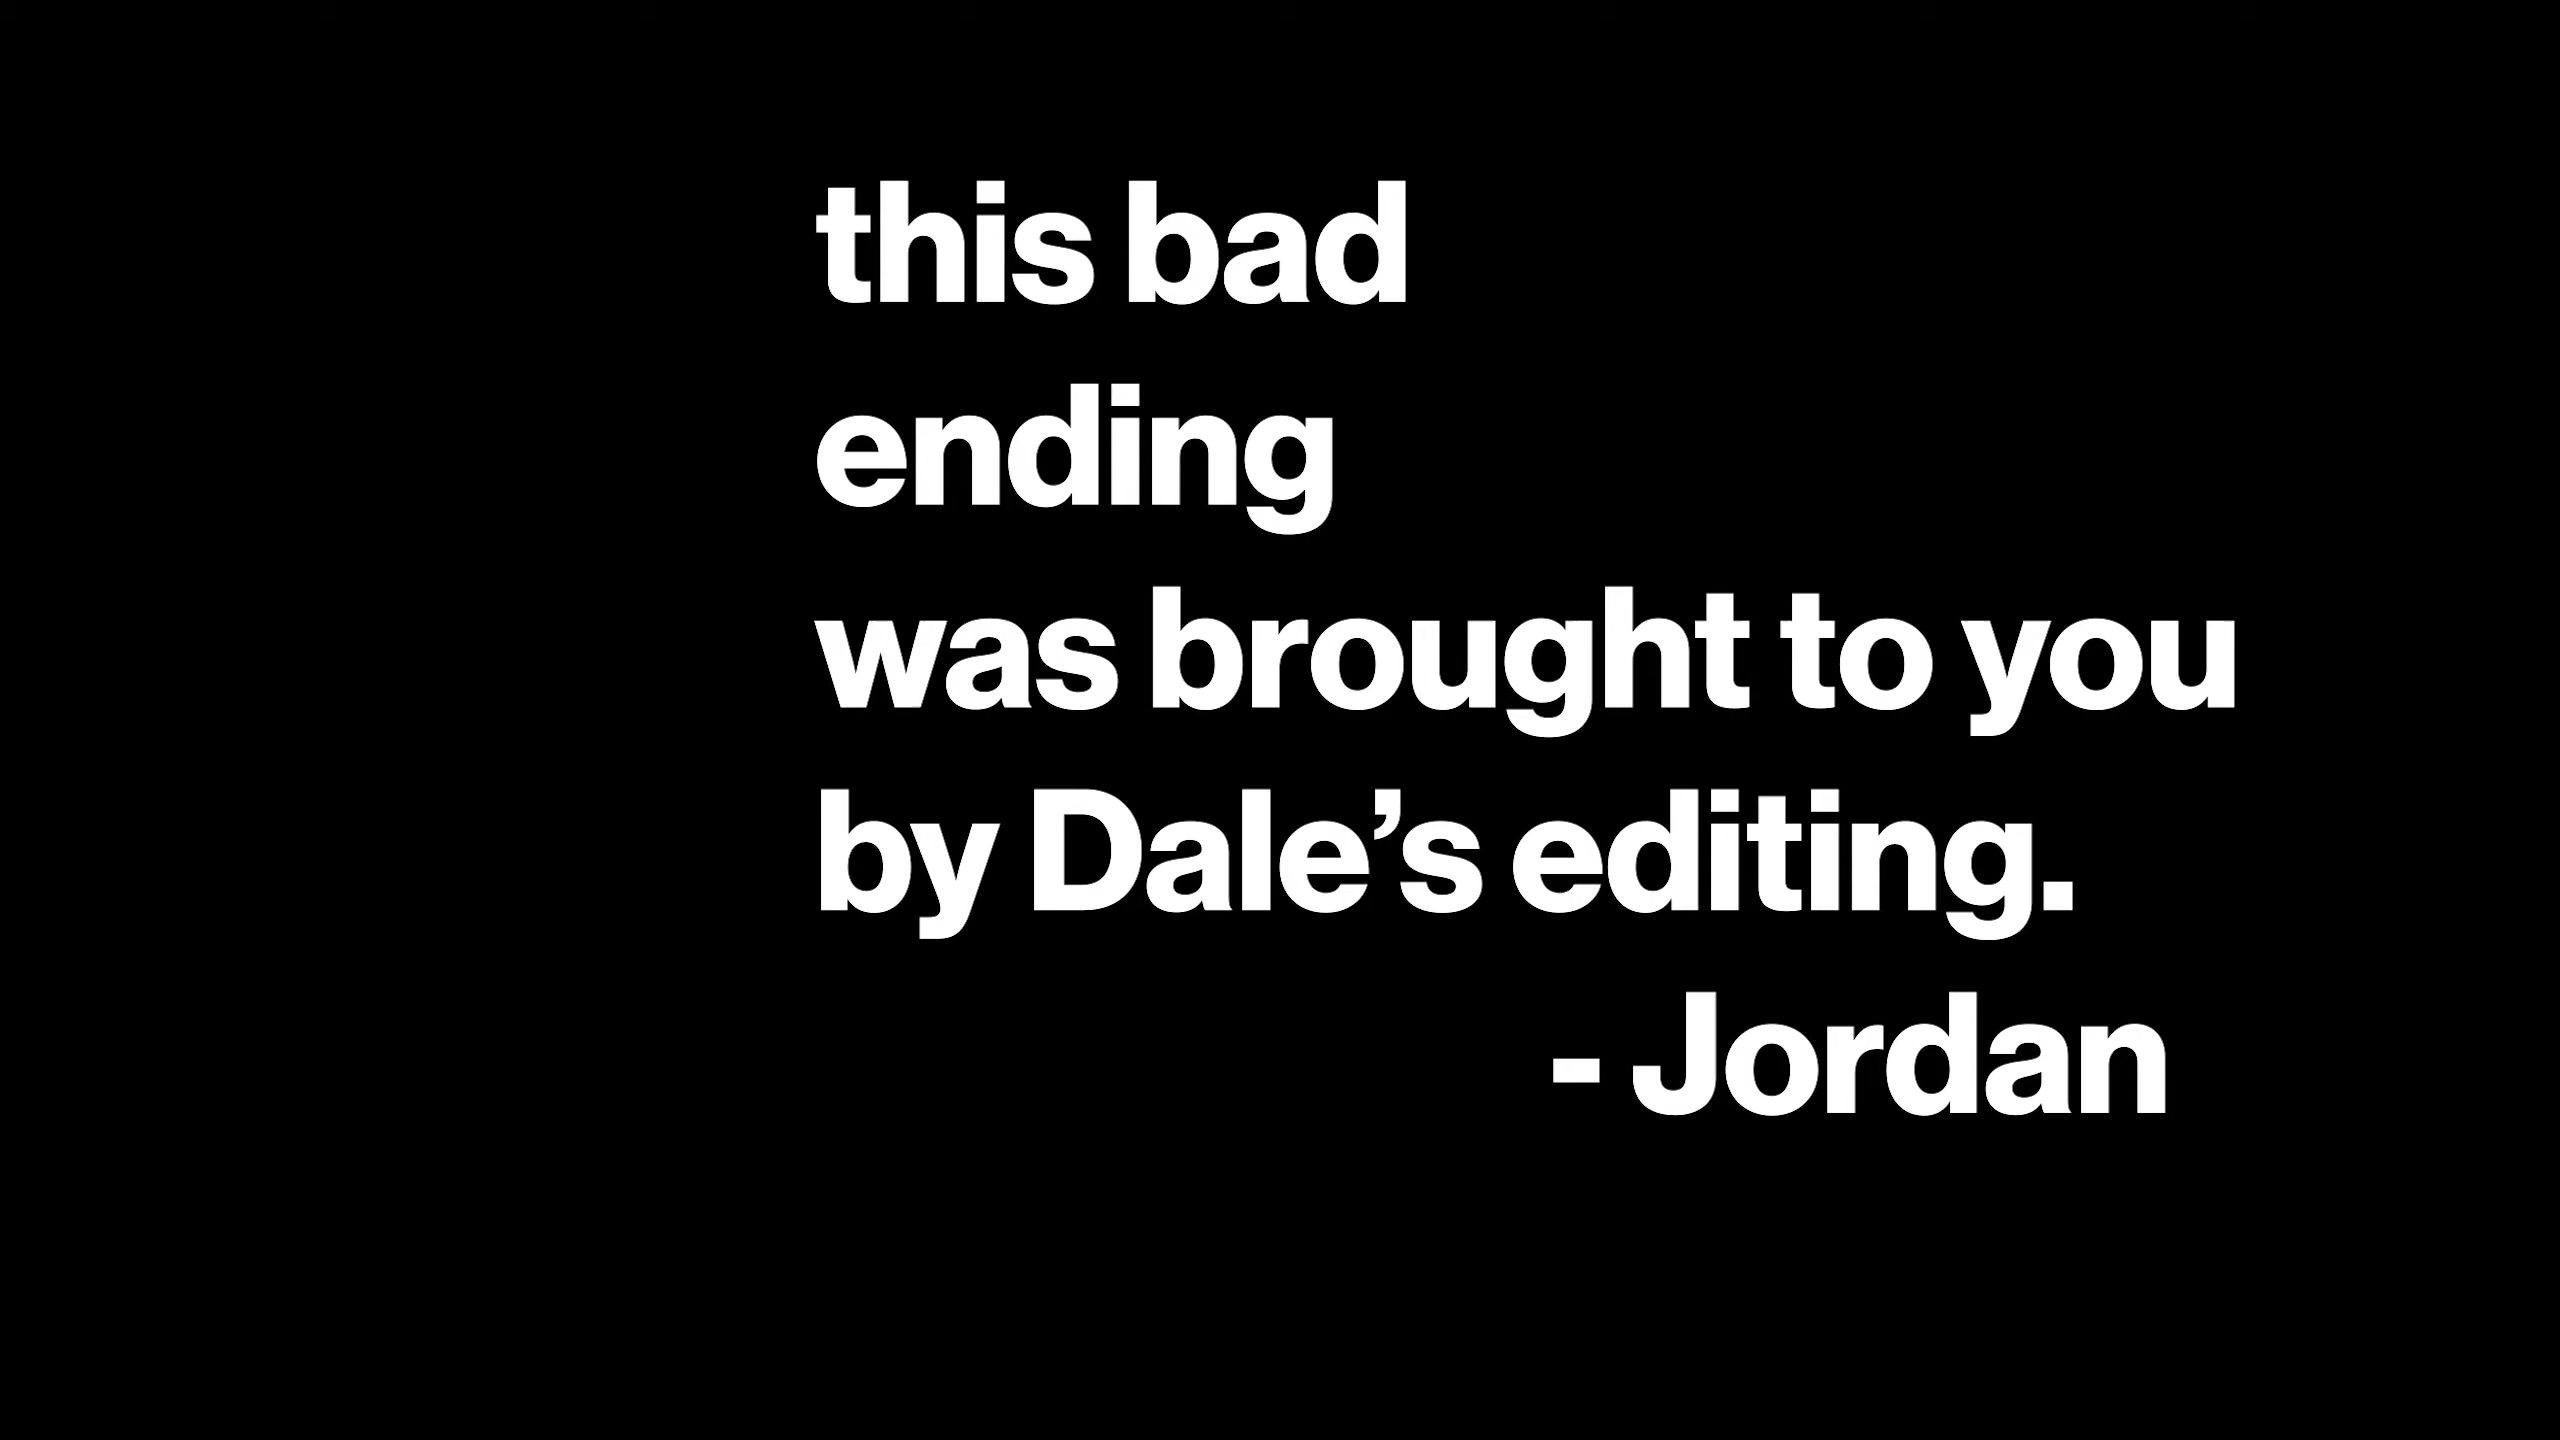 this bad
ending
was brought to you
by Dale’s editing.
- Jordan